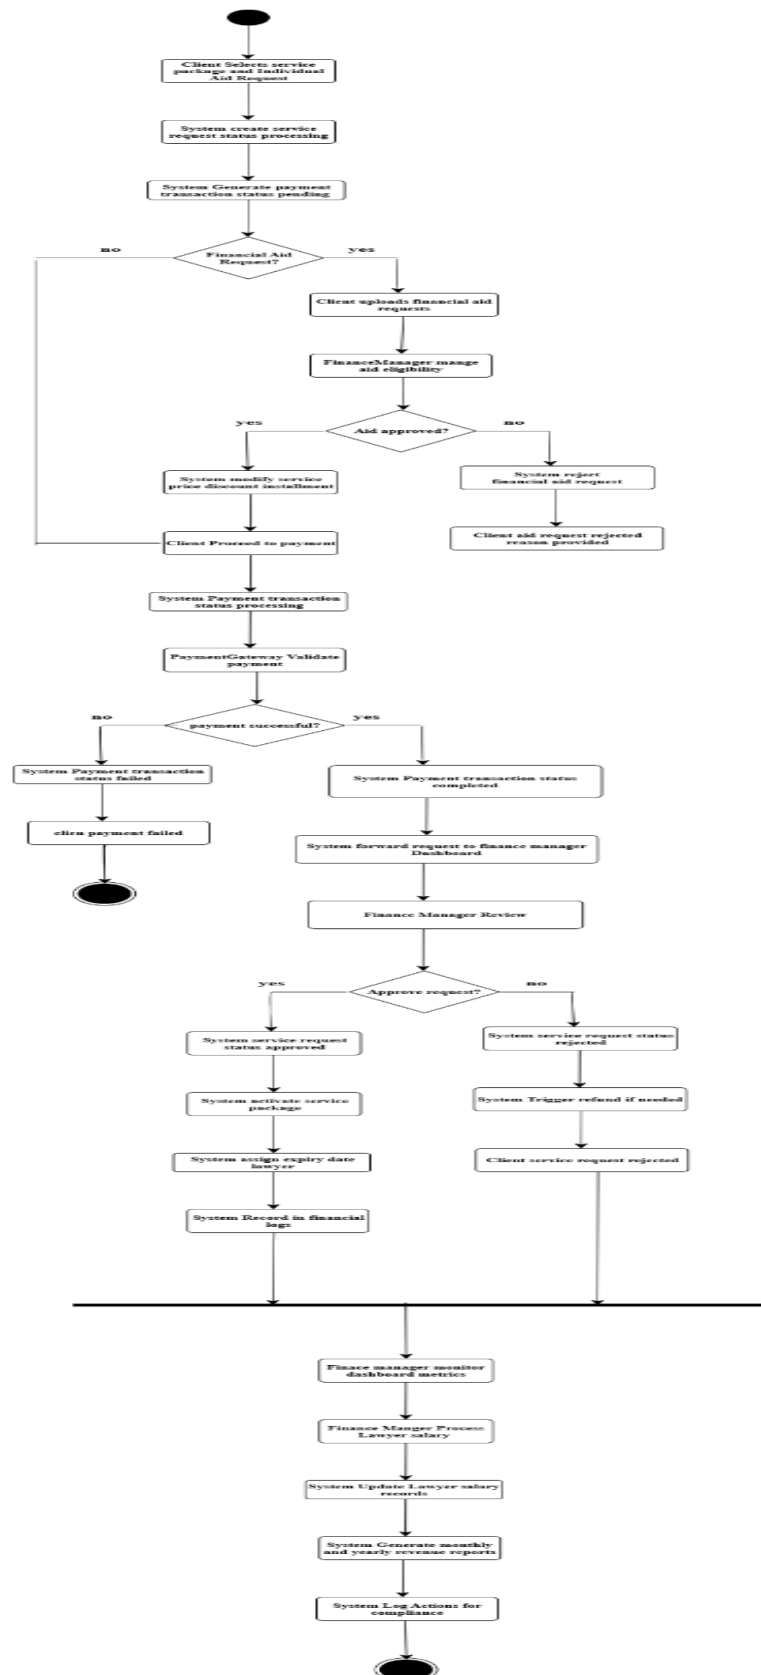 Client Selects service
package and Individual
Aid Request
System create service
request status processing
System Generate payment
transaction status pending
no
yes
Financial Aid
Request?
Client uploads financial aid
requests
FinanceManager mange
aid eligibility
yes
Aid approved?
no
System modify service
price discount installment
System reject
financial aid request
Client Proceed to payment
Client aid request rejected
reason provided
System Payment transaction
status processing
PaymentGateway Validate
payment
no
payment successful?
yes
System Payment transaction
status failed
System Payment transaction status
completed
clien payment failed
System forward request to finance manager
Dashboard
Finance Manager Review
yes
Approve request?
no
System service request
status approved
System service request status
rejected
System activate service
package
System Trigger refund if needed
System assign expiry date
lowyer
Client service request rejected
System Record in financial
logs
Finace manager monitor
dashboard metrics
Finance Manger Process
Lawyer salary
System Update Lawyer salary
records
System Generate monthly
and yearly revenue reports
System Log Actions for
compliance